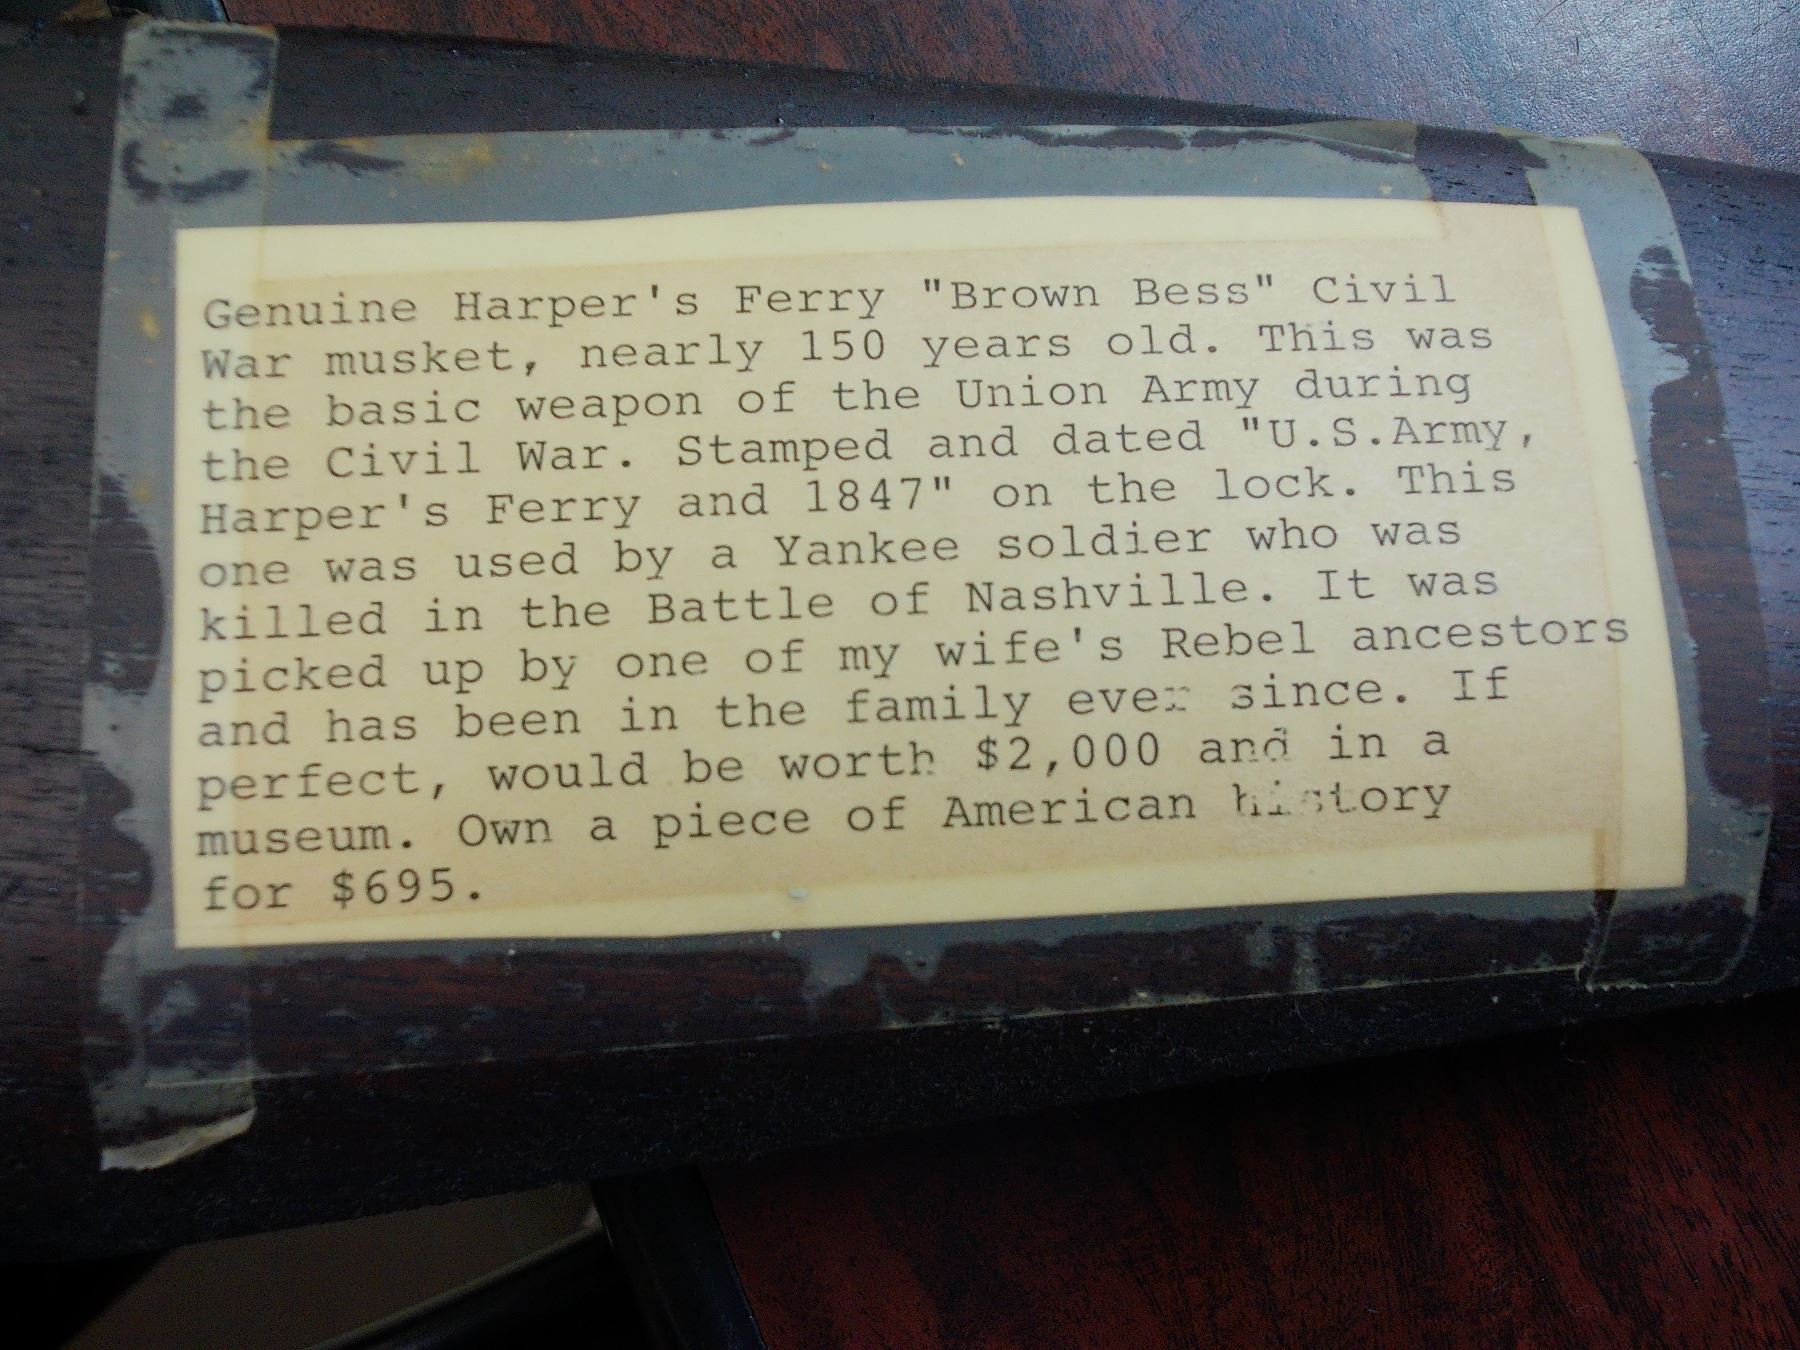 Genuine Harper's Ferry "Brown Bess" Civil
War musket, nearly 150 years old. This was
the basic weapon of the Union Army during
the Civil War. Stamped and dated "U.S.Army,
Harper's Ferry and 1847" on the lock. This
one was used by a Yankee soldier who was
killed in the Battle of Nashville. It was
picked up by one of my wife's Rebel ancestors
and has been in the family ever since. If
perfect, would be worth $2,000 and in a
museum. Own a piece of American history
for $695.